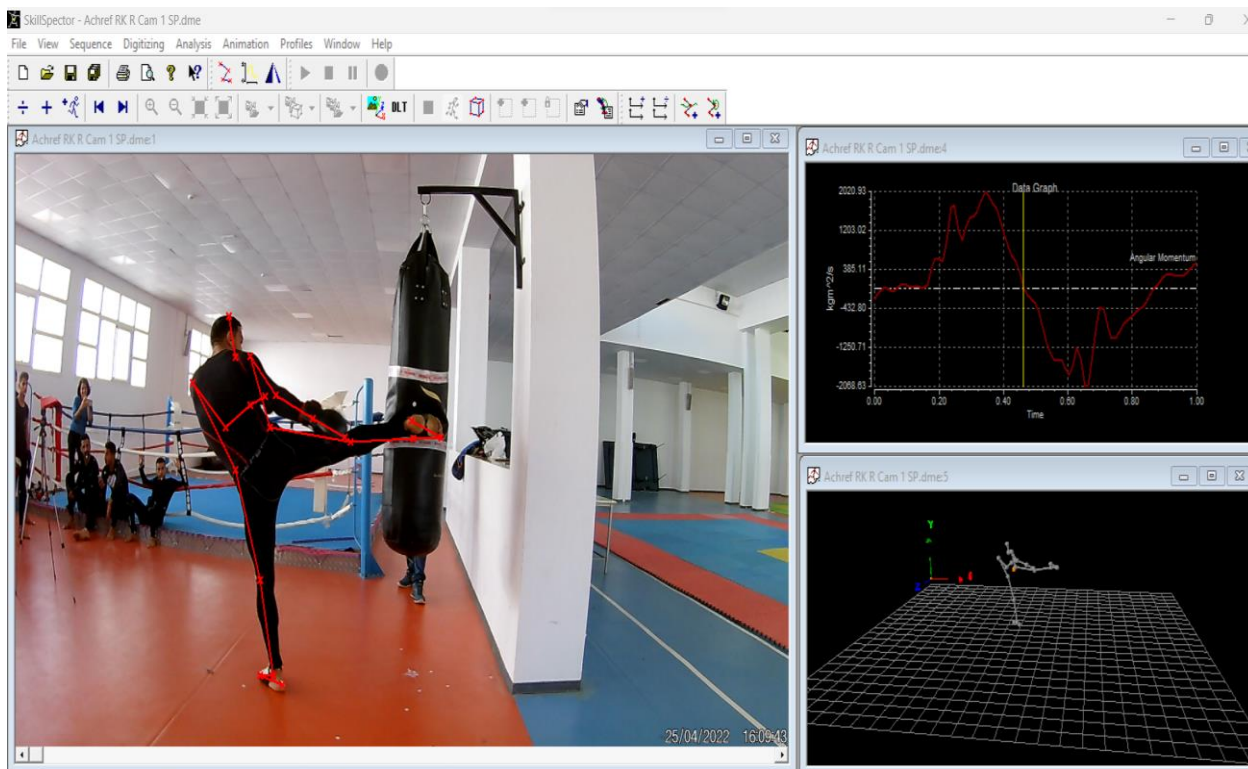 SkillSpector - Achref RK R Cam 1 SP.dme
File View Sequence Digitizing Analysis Animation Profiles Window Help
DLT
Achref RK R Cam 1 SP.dme:1
25/04/2022 16:09:43
Achref RK R Cam 1 SP.dme:4
Data Graph
2020.93
1203.02
385.11
-432.80
-1250.71
-2068.63
kgm^2/s
Angular Momentum
0.00 0.20 0.40 0.60 0.80 1.00
Time
Achref RK R Cam 1 SP.dme:5
Y